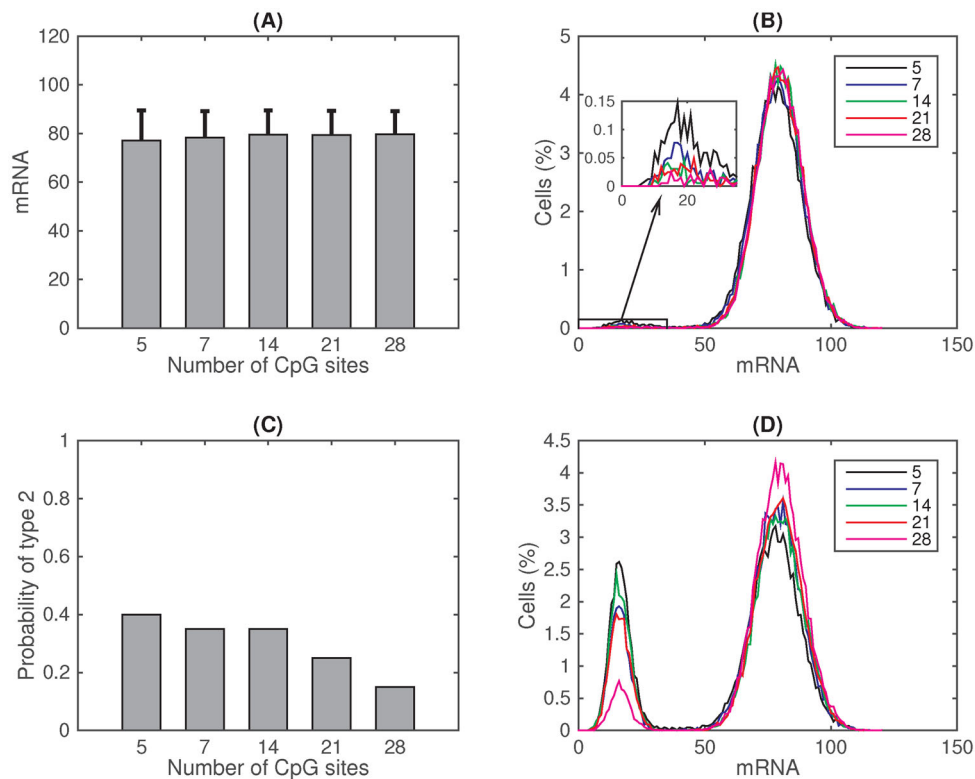 (A)
120
100
80
60
40
20
0
mRNA
5 7 14 21 28
Number of CpG sites
(B)
5
4
3
2
1
0
Cells (%)
0.15
0.1
0.05
0
0 20
5
7
14
21
28
0 50 100 150
mRNA
(C)
1
0.8
0.6
0.4
0.2
0
Probability of type 2
5 7 14 21 28
Number of CpG sites
(D)
4.5
4
3.5
3
2.5
2
1.5
1
0.5
0
Cells (%)
5
7
14
21
28
0 50 100 150
mRNA